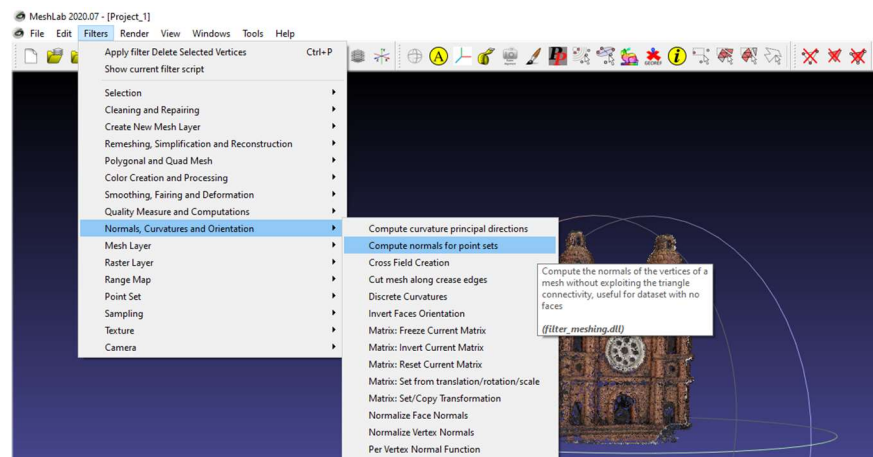 MeshLab 2020.07 - [Project_1]
File Edit Filters Render View Windows Tools Help
Apply filter Delete Selected Vertices Ctrl+P
Show current filter script
Selection
Cleaning and Repairing
Create New Mesh Layer
Remeshing, Simplification and Reconstruction
Polygonal and Quad Mesh
Color Creation and Processing
Smoothing, Fairing and Deformation
Quality Measure and Computations
Normals, Curvatures and Orientation
Mesh Layer
Raster Layer
Range Map
Point Set
Sampling
Texture
Camera
Compute curvature principal directions
Compute normals for point sets
Cross Field Creation
Cut mesh along crease edges
Discrete Curvatures
Invert Faces Orientation
Matrix: Freeze Current Matrix
Matrix: Invert Current Matrix
Matrix: Reset Current Matrix
Matrix: Set from translation/rotation/scale
Matrix: Set/Copy Transformation
Normalize Face Normals
Normalize Vertex Normals
Per Vertex Normal Function
Compute the normals of the vertices of a
mesh without exploiting the triangle
connectivity, useful for dataset with no
faces
(filter_meshing.dll)
A
PP
GEOREF
i